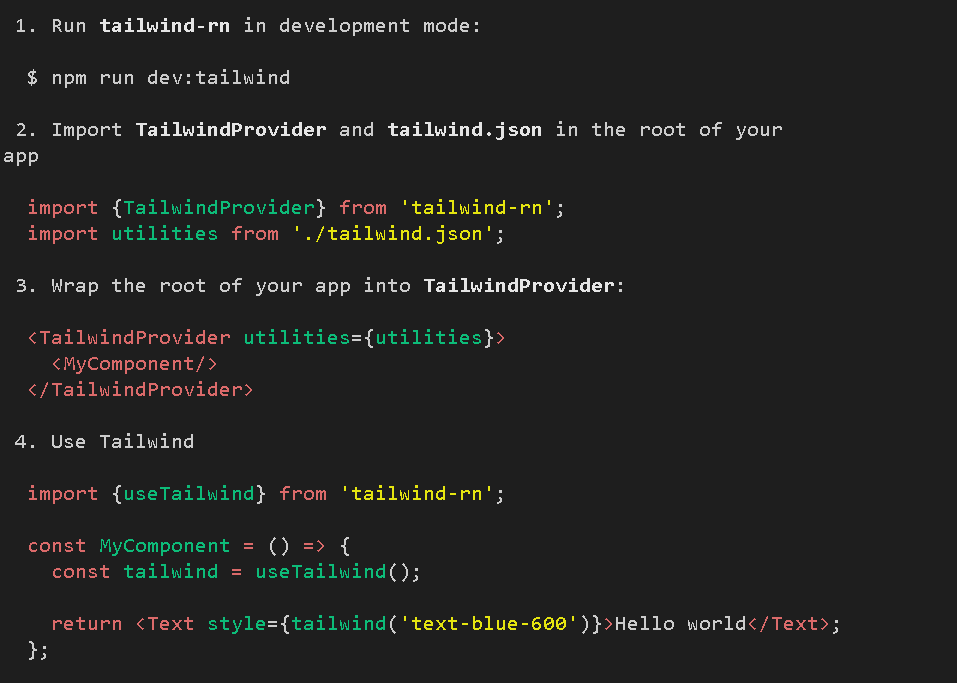 1. Run tailwind-rn in development mode:
$ npm run dev:tailwind
2. Import TailwindProvider and tailwind.json in the root of your
app
import {TailwindProvider} from 'tailwind-rn';
import utilities from './tailwind.json';
3. Wrap the root of your app into TailwindProvider:
<TailwindProvider utilities={utilities}>
<MyComponent/>
</TailwindProvider>
4. Use Tailwind
import {useTailwind} from 'tailwind-rn';
const MyComponent = () => {
const tailwind = useTailwind();
return <Text style={tailwind('text-blue-600')}>Hello world</Text>;
};